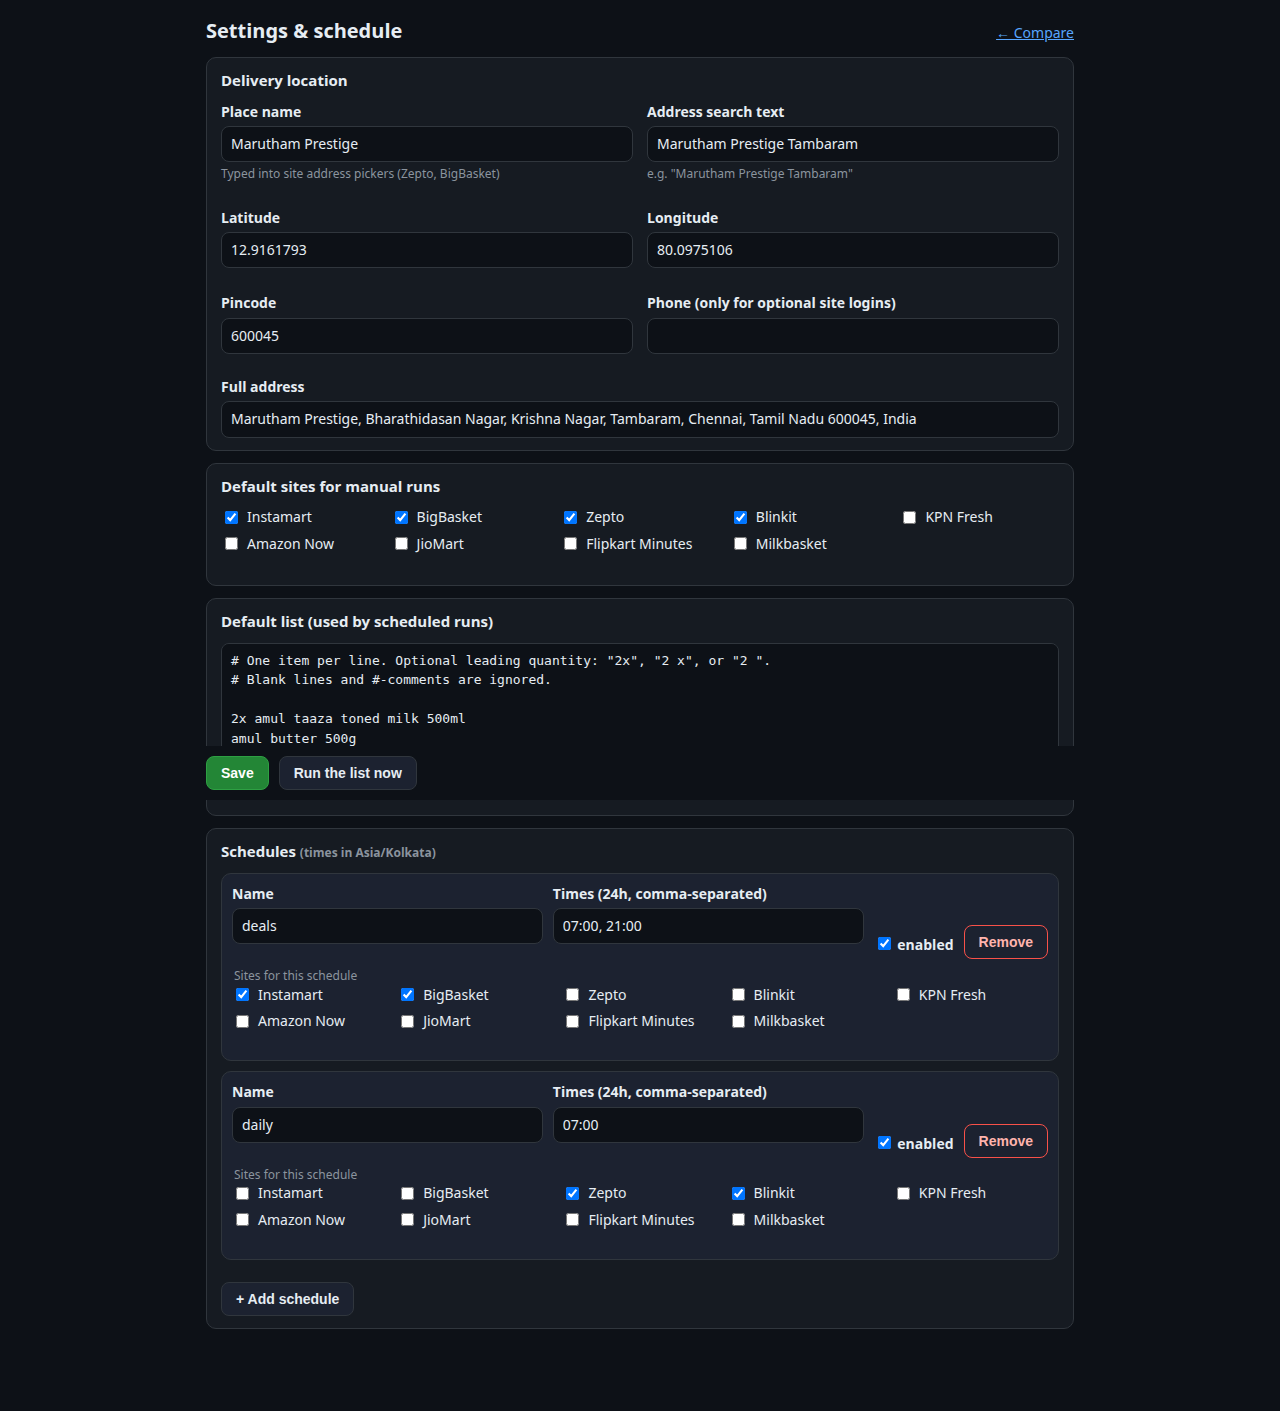 Settings & schedule
← Compare
Delivery location
Place name
Address search text
Marutham Prestige
Marutham Prestige Tambaram
Typed into site address pickers (Zepto, BigBasket)
e.g. "Marutham Prestige Tambaram"
Latitude
Longitude
12.9161793
80.0975106
Pincode
Phone (only for optional site logins)
600045
Full address
Marutham Prestige, Bharathidasan Nagar, Krishna Nagar, Tambaram, Chennai, Tamil Nadu 600045, India
Default sites for manual runs
Instamart BigBasket Zepto Blinkit KPN Fresh
Amazon Now JioMart Flipkart Minutes Milkbasket
Default list (used by scheduled runs)
# One item per line. Optional leading quantity: "2x", "2 x", or "2 ".
# Blank lines and #-comments are ignored.
2x amul taaza toned milk 500ml
amul butter 500g
Save Run the list now
Schedules (times in Asia/Kolkata)
Name
Times (24h, comma-separated)
deals
07:00, 21:00
enabled Remove
Sites for this schedule
Instamart BigBasket Zepto Blinkit KPN Fresh
Amazon Now JioMart Flipkart Minutes Milkbasket
Name
Times (24h, comma-separated)
daily
07:00
enabled Remove
Sites for this schedule
Instamart BigBasket Zepto Blinkit KPN Fresh
Amazon Now JioMart Flipkart Minutes Milkbasket
+ Add schedule